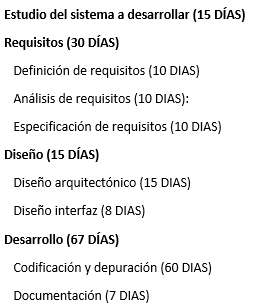 Estudio del sistema a desarrollar (15 DÍAS)
Requisitos (30 DÍAS)
Definición de requisitos (10 DIAS)
Análisis de requisitos (10 DIAS):
Especificación de requisitos (10 DIAS)
Diseño (15 DÍAS)
Diseño arquitectónico (15 DIAS)
Diseño interfaz (8 DIAS)
Desarrollo (67 DÍAS)
Codificación y depuración (60 DIAS)
Documentación (7 DIAS)